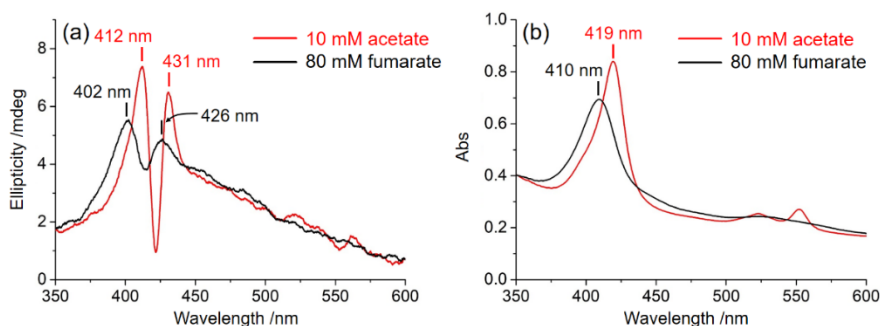 (a)
412 nm
10 mM acetate
80 mM fumarate
431 nm
402 nm
426 nm
Ellipticity /mdeg
8
6
4
2
0
350 400 450 500 550 600
Wavelength /nm
(b)
419 nm
10 mM acetate
80 mM fumarate
410 nm
Abs
1.0
0.8
0.6
0.4
0.2
0.0
350 400 450 500 550 600
Wavelength /nm